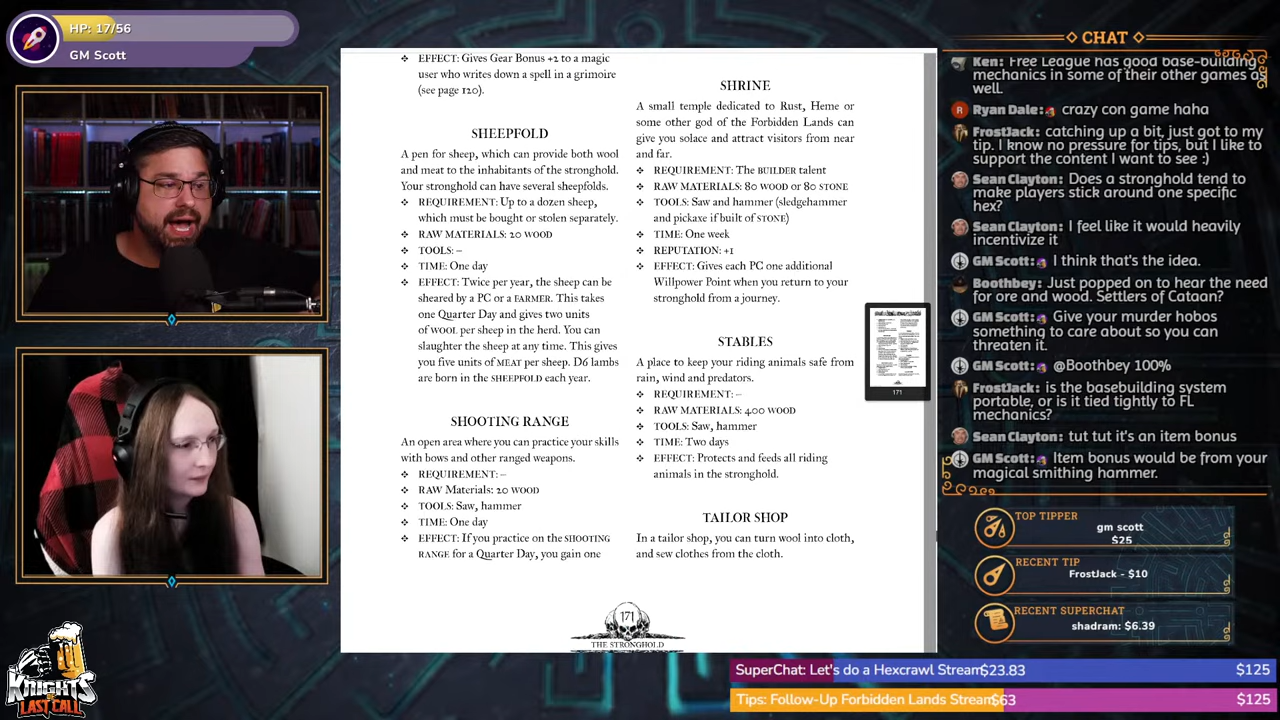 HP: 17/56
GM Scott
❖ EFFECT: Gives Gear Bonus +2 to a magic
user who writes down a spell in a grimoire
(see page 120).
SHEEPFOLD
A pen for sheep, which can provide both wool
and meat to the inhabitants of the stronghold.
Your stronghold can have several sheepfolds.
❖ REQUIREMENT: Up to a dozen sheep,
which must be bought or stolen separately.
❖ RAW MATERIALS: 20 WOOD
❖ TOOLS: –
❖ TIME: One day
❖ EFFECT: Twice per year, the sheep can be
sheared by a PC or a FARMER. This takes
one Quarter Day and gives two units
of WOOL per sheep in the herd. You can
slaughter the sheep at any time. This gives
you five units of MEAT per sheep. D6 lambs
are born in the SHEEPFOLD each year.
SHOOTING RANGE
An open area where you can practice your skills
with bows and other ranged weapons.
❖ REQUIREMENT: –
❖ RAW Materials: 20 WOOD
❖ TOOLS: Saw, hammer
❖ TIME: One day
❖ EFFECT: If you practice on the SHOOTING
RANGE for a Quarter Day, you gain one
SHRINE
A small temple dedicated to Rust, Heme or
some other god of the Forbidden Lands can
give you solace and attract visitors from near
and far.
❖ REQUIREMENT: The BUILDER talent
❖ RAW MATERIALS: 80 WOOD or 80 STONE
❖ TOOLS: Saw and hammer (sledgehammer
and pickaxe if built of STONE)
❖ TIME: One week
❖ REPUTATION: +1
❖ EFFECT: Gives each PC one additional
Willpower Point when you return to your
stronghold from a journey.
STABLES
A place to keep your riding animals safe from
rain, wind and predators.
❖ REQUIREMENT: –
❖ RAW MATERIALS: 400 WOOD
❖ TOOLS: Saw, hammer
❖ TIME: Two days
❖ EFFECT: Protects and feeds all riding
animals in the stronghold.
TAILOR SHOP
In a tailor shop, you can turn wool into cloth,
and sew clothes from the cloth.
171
THE STRONGHOLD
171
CHAT
Ken: Free League has good base-building
mechanics in some of their other games as
well.
R Ryan Dale: crazy con game haha
FrostJack: catching up a bit, just got to my
tip. I know no pressure for tips, but I like to
support the content I want to see :)
Sean Clayton: Does a stronghold tend to
make players stick around one specific
hex?
Sean Clayton: I feel like it would heavily
incentivize it
GM Scott: I think that's the idea.
Boothbey: Just popped on to hear the need
for ore and wood. Settlers of Cataan?
GM Scott: Give your murder hobos
smething to care about so you can
threaten it.
GM Scott: @Boothbey 100%
FrostJack: is the basebuilding system
portable, or is it tied tightly to FL
mechanics?
Sean Clayton: tut tut it's an item bonus
GM Scott: Item bonus would be from your
magical smithing hammer.
TOP TIPPER
gm scott
$25
RECENT TIP
FrostJack - $10
RECENT SUPERCHAT
shadram: $6.39
SuperChat: Let's do a Hexcrawl Stream $23.83 $125
Tips: Follow-Up Forbidden Lands Stream $63 $125
KNIGHTS
OF
LAST CALL